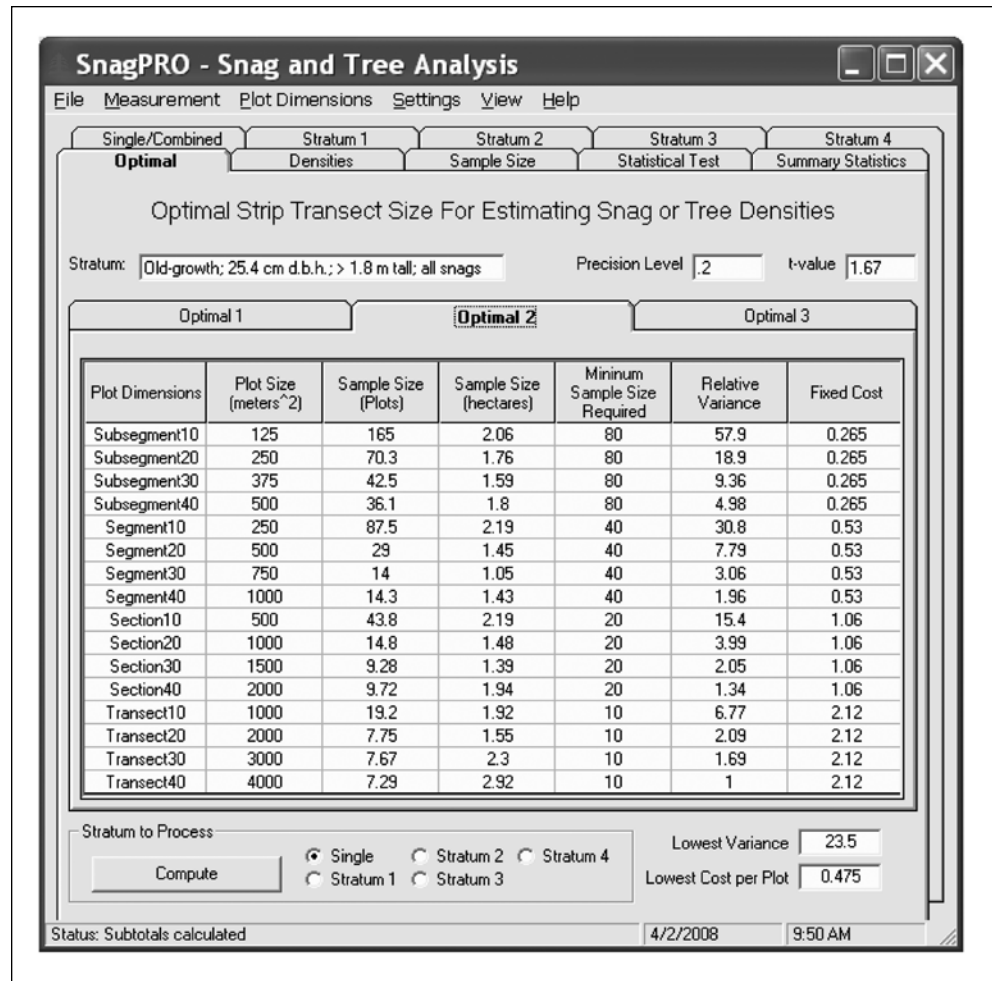 SnagPRO - Snag and Tree Analysis
File Measurement Plot Dimensions Settings View Help
Single/Combined Stratum 1 Stratum 2 Stratum 3 Stratum 4
Optimal Densities Sample Size Statistical Test Summary Statistics
Optimal Strip Transect Size For Estimating Snag or Tree Densities
Stratum: Old-growth; 25.4 cm d.b.h.; > 1.8 m tall; all snags Precision Level .2 t-value 1.67
Optimal 1 Optimal 2 Optimal 3
Plot Dimensions Plot Size (meters^2) Sample Size (Plots) Sample Size (hectares) Mininum Sample Size Required Relative Variance Fixed Cost
Subsegment10 125 165 2.06 80 57.9 0.265
Subsegment20 250 70.3 1.76 80 18.9 0.265
Subsegment30 375 42.5 1.59 80 9.36 0.265
Subsegment40 500 36.1 1.8 80 4.98 0.265
Segment10 250 87.5 2.19 40 30.8 0.53
Segment20 500 29 1.45 40 7.79 0.53
Segment30 750 14 1.05 40 3.06 0.53
Segment40 1000 14.3 1.43 40 1.96 0.53
Section10 500 43.8 2.19 20 15.4 1.06
Section20 1000 14.8 1.48 20 3.99 1.06
Section30 1500 9.28 1.39 20 2.05 1.06
Section40 2000 9.72 1.94 20 1.34 1.06
Transect10 1000 19.2 1.92 10 6.77 2.12
Transect20 2000 7.75 1.55 10 2.09 2.12
Transect30 3000 7.67 2.3 10 1.69 2.12
Transect40 4000 7.29 2.92 10 1 2.12
Stratum to Process
Compute
Single Stratum 2 Stratum 4
Stratum 1 Stratum 3
Lowest Variance 23.5
Lowest Cost per Plot 0.475
Status: Subtotals calculated 4/2/2008 9:50 AM